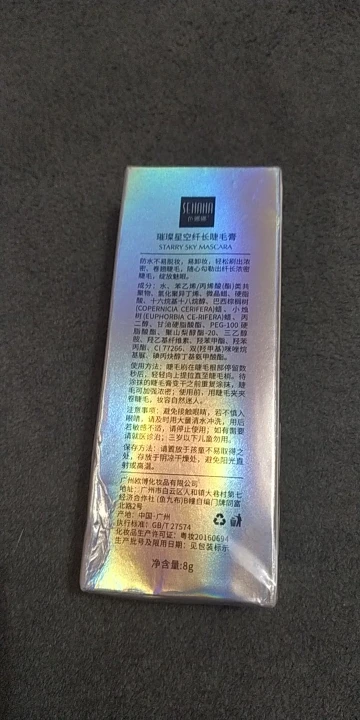 SENANA
色娜娜
璀璨星空纤长睫毛膏
STARRY SKY MASCARA
防水不易脱妆，易卸妆，轻松刷出浓
密、卷翘睫毛，随心勾勒出纤长浓密
睫毛，绽放魅眼。
成分：水、苯乙烯/丙烯酸(酯)类共
聚物、氢化聚异丁烯、微晶蜡、硬脂
酸、十六烷基十八烷醇、巴西棕榈树
(COPERNICIA CERIFERA)蜡、小烛
树(EUPHORBIA CE-RIFERA)蜡、丙
二醇、甘油硬脂酸酯、PEG-100硬
脂酸酯、聚山梨醇酯-20、三乙醇
胺、羟乙基纤维素、羟苯甲酯、羟苯
丙酯、CI 77266、双(羟甲基)咪唑烷
基脲、碘丙炔醇丁基氨甲酸酯。
使用方法：睫毛刷在睫毛根部停留数
秒后，轻轻向上提拉直至睫毛梢。待
涂抹的睫毛膏变干之前重复涂抹，睫
毛可加强浓密；使用前，用睫毛夹夹
卷睫毛，妆容自然迷人。
注意事项：避免接触眼睛，若不慎入
眼睛，请及时用大量清水冲洗，用后
若敏感不适，请停止使用；如有需要
请就医诊治；三岁以下儿童勿用。
保存方法：请置放于孩童不易取得之
处，存放于阴凉干燥处，避免阳光直
射或高温。
广州欧博化妆品有限公司
地址：广州市白云区人和镇大巷村第七
经济合作社(鱼九布)B幢自编门牌朗富
北路2号
产地：中国·广州
执行标准：GB/T 27574
化妆品生产许可证：粤妆20160694
生产批号及限用日期：见包装标示
净含量:8g